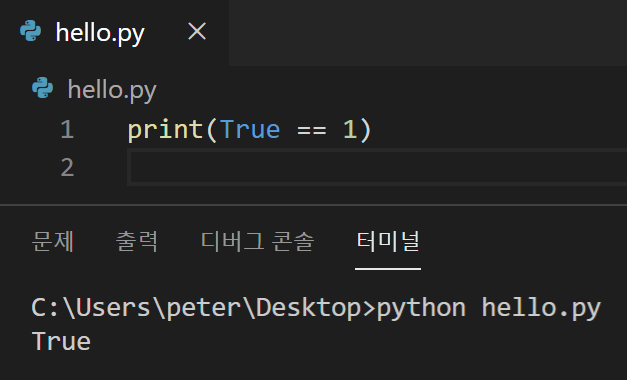 hello.py
hello.py
1 print(True == 1)
2
문제 출력 디버그 콘솔 터미널
C:\Users\peter\Desktop>python hello.py
True